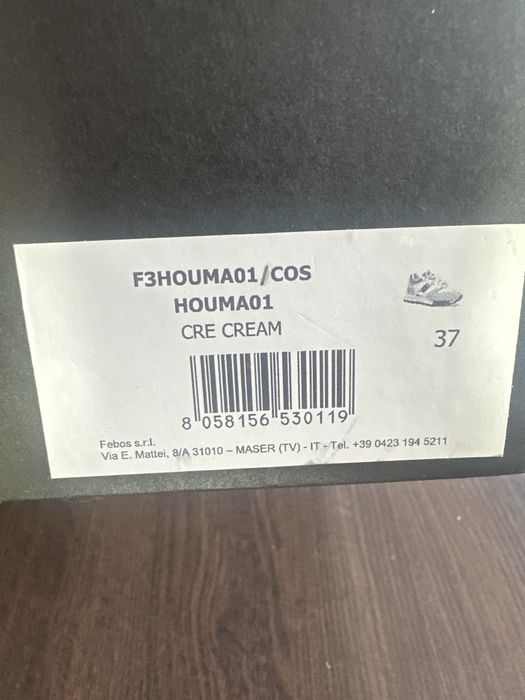 F3HOUMA01/COS
HOUMA01
CRE CREAM
37
8 058156 530119
Febos s.r.l.
Via E. Mattei, 8/A 31010 – MASER (TV) - IT - Tel. +39 0423 194 5211